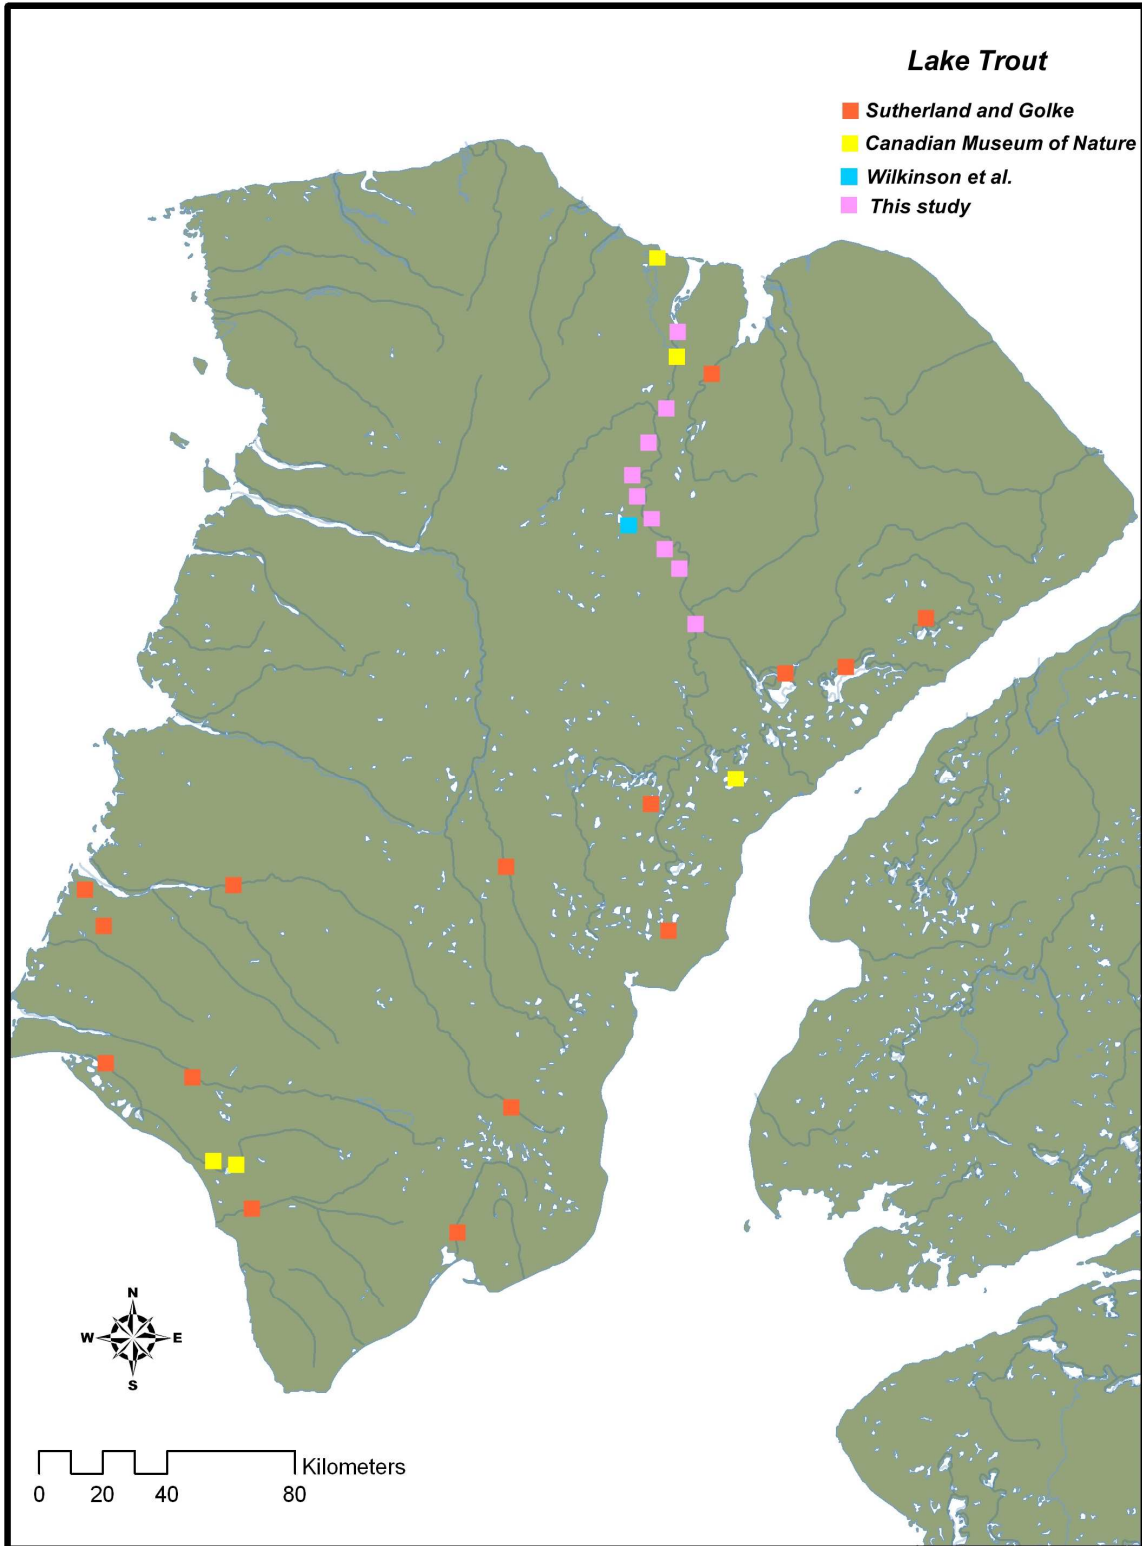 Lake Trout
Sutherland and Golke
Canadian Museum of Nature
Wilkinson et al.
This study
N
W E
S
Kilometers
0 20 40 80